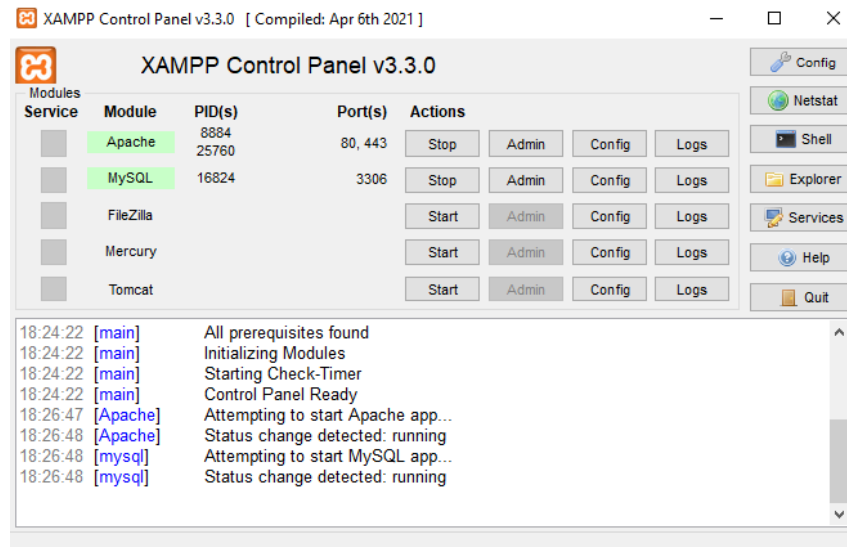 XAMPP Control Panel v3.3.0 [ Compiled: Apr 6th 2021 ]
XAMPP Control Panel v3.3.0
Config
Modules
Netstat
Service Module PID(s) Port(s) Actions
Apache 8884 25760 80, 443 Stop Admin Config Logs
Shell
MySQL 16824 3306 Stop Admin Config Logs
Explorer
FileZilla Start Admin Config Logs
Services
Mercury Start Admin Config Logs
Help
Tomcat Start Admin Config Logs
Quit
18:24:22 [main] All prerequisites found
18:24:22 [main] Initializing Modules
18:24:22 [main] Starting Check-Timer
18:24:22 [main] Control Panel Ready
18:26:47 [Apache] Attempting to start Apache app...
18:26:48 [Apache] Status change detected: running
18:26:48 [mysql] Attempting to start MySQL app...
18:26:48 [mysql] Status change detected: running